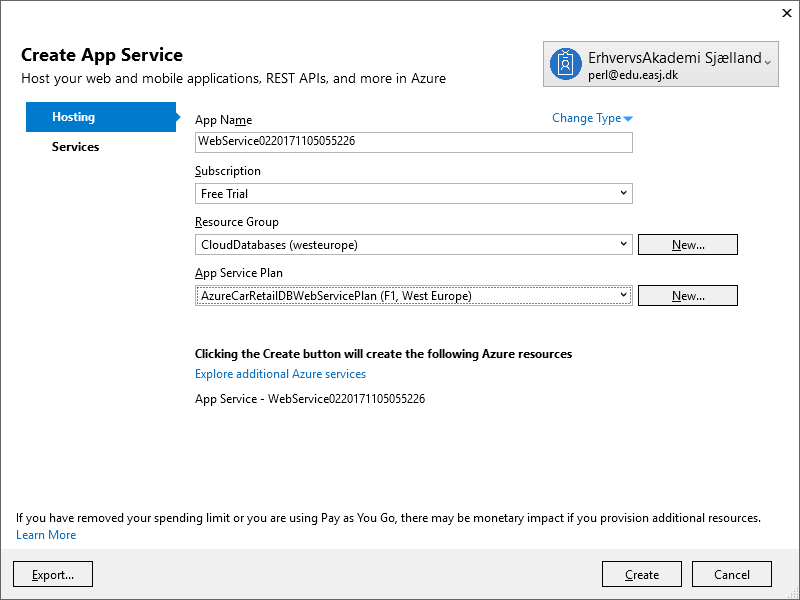 Create App Service
Host your web and mobile applications, REST APIs, and more in Azure
ErhvervsAkademi Sjælland
perl@edu.easj.dk
Hosting
Services
App Name
Change Type
WebService0220171105055226
Subscription
Free Trial
Resource Group
CloudDatabases (westeurope)
New...
App Service Plan
AzureCarRetailDBWebServicePlan (F1, West Europe)
New...
Clicking the Create button will create the following Azure resources
Explore additional Azure services
App Service - WebService0220171105055226
If you have removed your spending limit or you are using Pay as You Go, there may be monetary impact if you provision additional resources.
Learn More
Export...
Create
Cancel